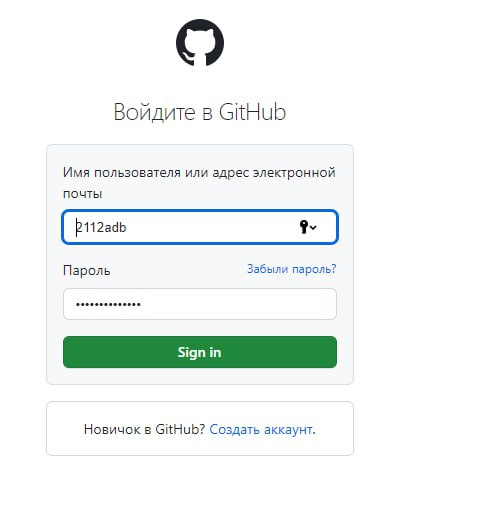 Войдите в GitHub
Имя пользователя или адрес электронной
почты
2112adb
Пароль
Забыли пароль?
••••••••••••••
Sign in
Новичок в GitHub? Создать аккаунт.